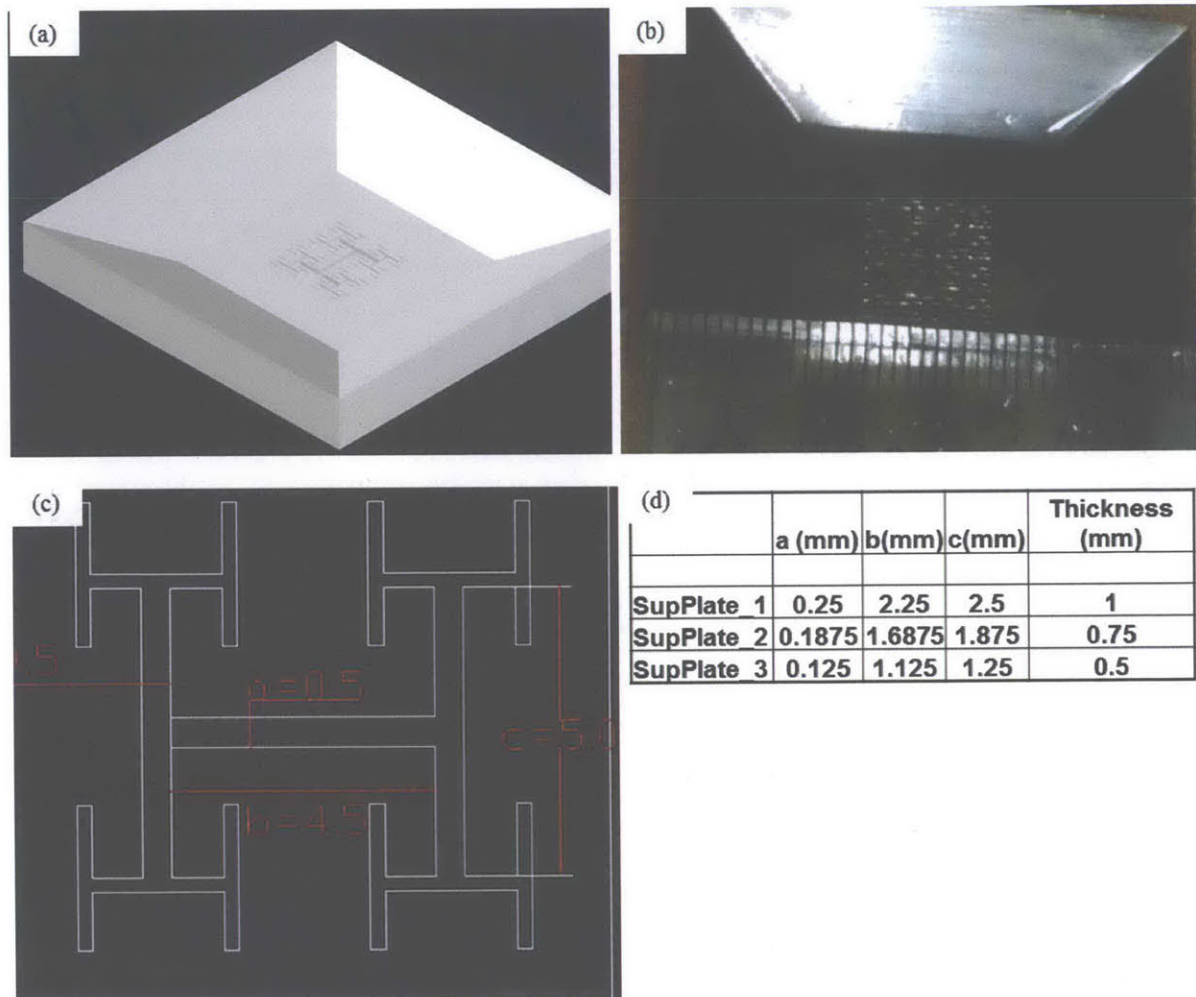 (a)
(b)
(c)
a=0.5
c=5.0
b=4.5
(d)
a (mm) b(mm) c(mm) Thickness (mm)
SupPlate_1 0.25 2.25 2.5 1
SupPlate_2 0.1875 1.6875 1.875 0.75
SupPlate_3 0.125 1.125 1.25 0.5